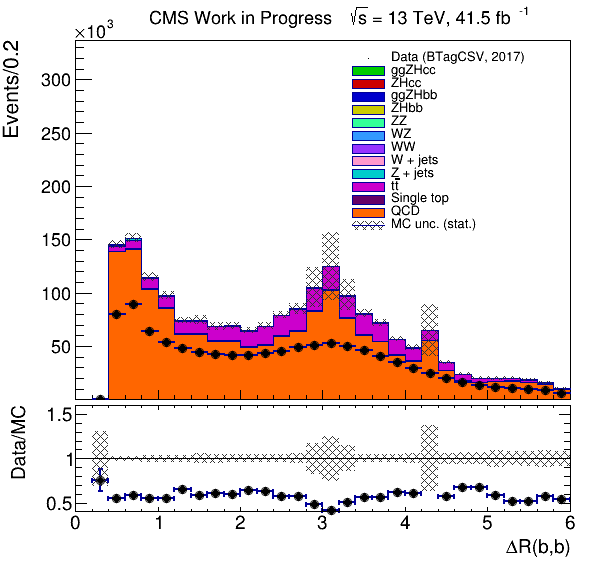 CMS Work in Progress √s = 13 TeV, 41.5 fb -1
×10³
Events/0.2
300
250
200
150
100
50
Data (BTagCSV, 2017)
ggZHcc
ZHcc
ggZHbb
ZHbb
ZZ
WZ
WW
W + jets
Z + jets
tt̅
Single top
QCD
MC unc. (stat.)
Data/MC
1.5
1
0.5
0 1 2 3 4 5 6
ΔR(b,b)